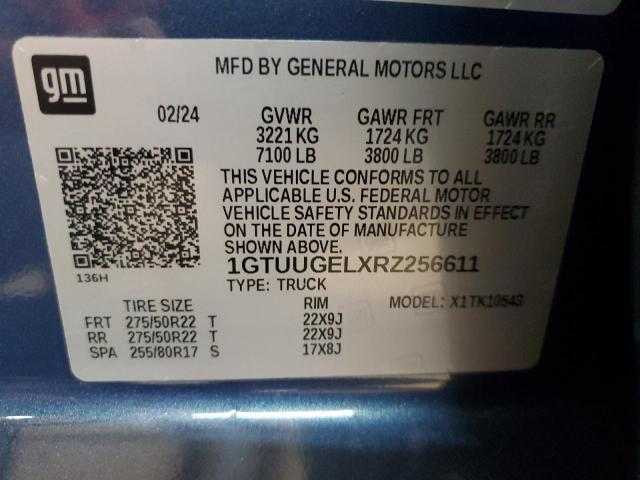 gm
MFD BY GENERAL MOTORS LLC
02/24 GVWR GAWR FRT GAWR RR
3221 KG 1724 KG 1724 KG
7100 LB 3800 LB 3800 LB
THIS VEHICLE CONFORMS TO ALL
APPLICABLE U.S. FEDERAL MOTOR
VEHICLE SAFETY STANDARDS IN EFFECT
ON THE DATE OF MANUFACTURE
SHOWN ABOVE.
136H
1GTUUGELXRZ256611
TYPE: TRUCK
TIRE SIZE RIM MODEL: X1TK10543
FRT 275/50R22 T 22X9J
RR 275/50R22 T 22X9J
SPA 255/80R17 S 17X8J